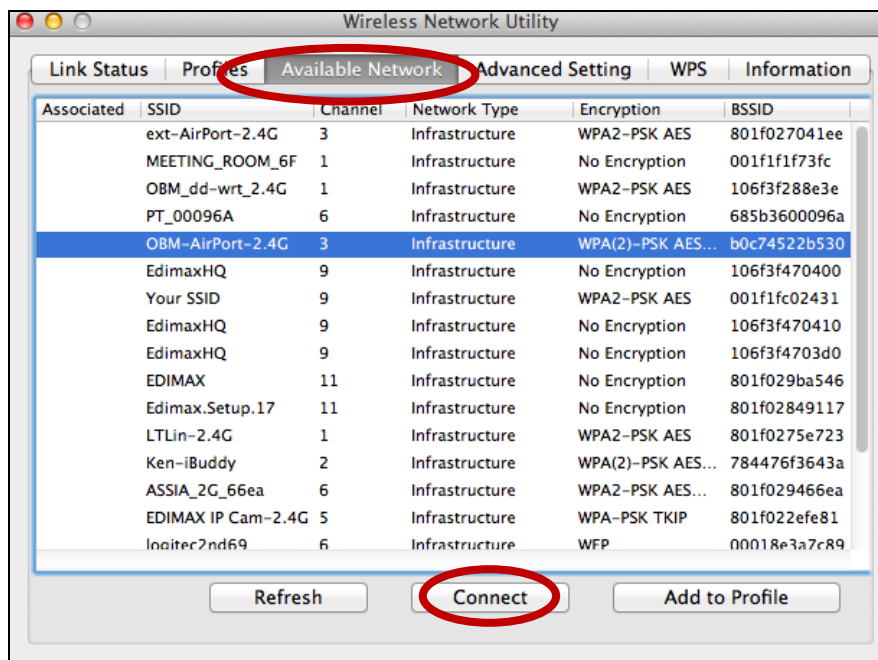 Wireless Network Utility
Link Status Profiles Available Network Advanced Setting WPS Information
Associated SSID Channel Network Type Encryption BSSID
ext-AirPort-2.4G 3 Infrastructure WPA2-PSK AES 801f027041ee
MEETING_ROOM_6F 1 Infrastructure No Encryption 001f1f1f73fc
OBM_dd-wrt_2.4G 1 Infrastructure WPA2-PSK AES 106f3f288e3e
PT_00096A 6 Infrastructure No Encryption 685b3600096a
OBM-AirPort-2.4G 3 Infrastructure WPA(2)-PSK AES... b0c74522b530
EdimaxHQ 9 Infrastructure No Encryption 106f3f470400
Your SSID 9 Infrastructure WPA2-PSK AES 001f1fc02431
EdimaxHQ 9 Infrastructure No Encryption 106f3f470410
EdimaxHQ 9 Infrastructure No Encryption 106f3f4703d0
EDIMAX 11 Infrastructure No Encryption 801f029ba546
Edimax.Setup.17 11 Infrastructure No Encryption 801f02849117
LTLin-2.4G 1 Infrastructure WPA2-PSK AES 801f0275e723
Ken-iBuddy 2 Infrastructure WPA(2)-PSK AES... 784476f3643a
ASSIA_2G_66ea 6 Infrastructure WPA2-PSK AES... 801f029466ea
EDIMAX IP Cam-2.4G 5 Infrastructure WPA-PSK TKIP 801f022efe81
logitec2nd69 6 Infrastructure WEP 00018e3a7c89
Refresh Connect Add to Profile